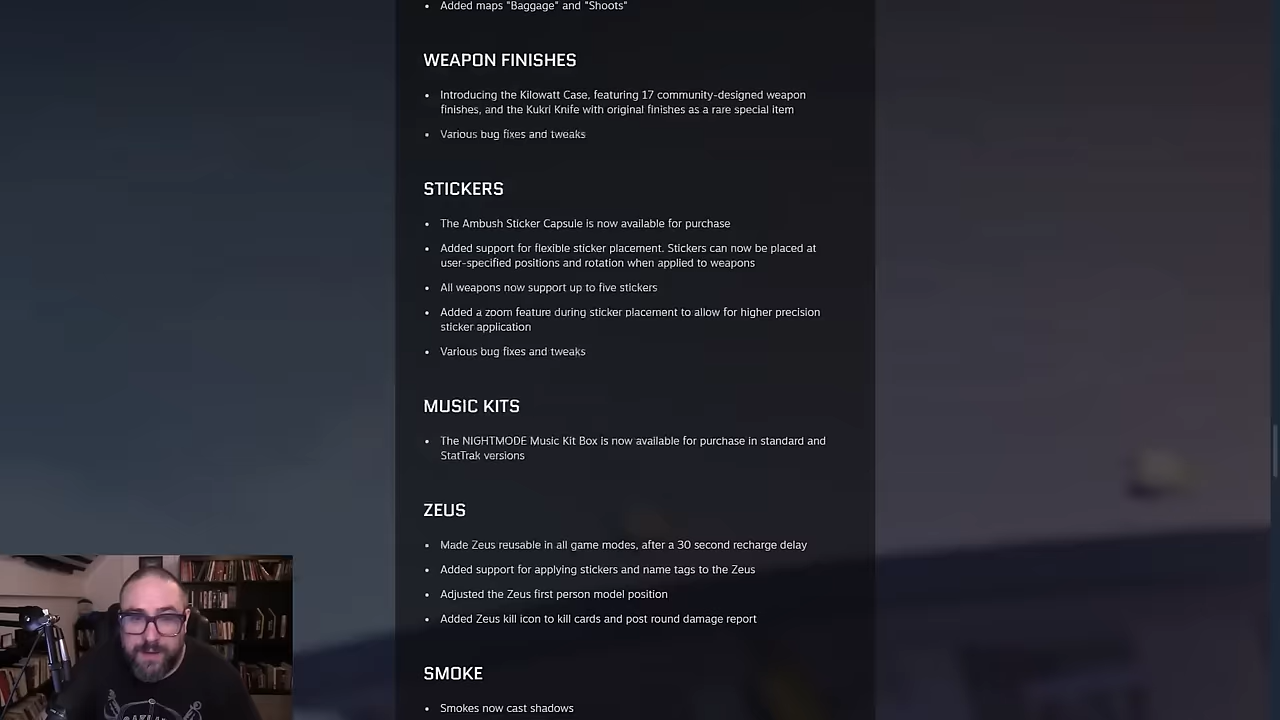 • Added maps "Baggage" and "Shoots"
WEAPON FINISHES
• Introducing the Kilowatt Case, featuring 17 community-designed weapon
finishes, and the Kukri Knife with original finishes as a rare special item
• Various bug fixes and tweaks
STICKERS
• The Ambush Sticker Capsule is now available for purchase
• Added support for flexible sticker placement. Stickers can now be placed at
user-specified positions and rotation when applied to weapons
• All weapons now support up to five stickers
• Added a zoom feature during sticker placement to allow for higher precision
sticker application
• Various bug fixes and tweaks
MUSIC KITS
• The NIGHTMODE Music Kit Box is now available for purchase in standard and
StatTrak versions
ZEUS
• Made Zeus reusable in all game modes, after a 30 second recharge delay
• Added support for applying stickers and name tags to the Zeus
• Adjusted the Zeus first person model position
• Added Zeus kill icon to kill cards and post round damage report
SMOKE
• Smokes now cast shadows